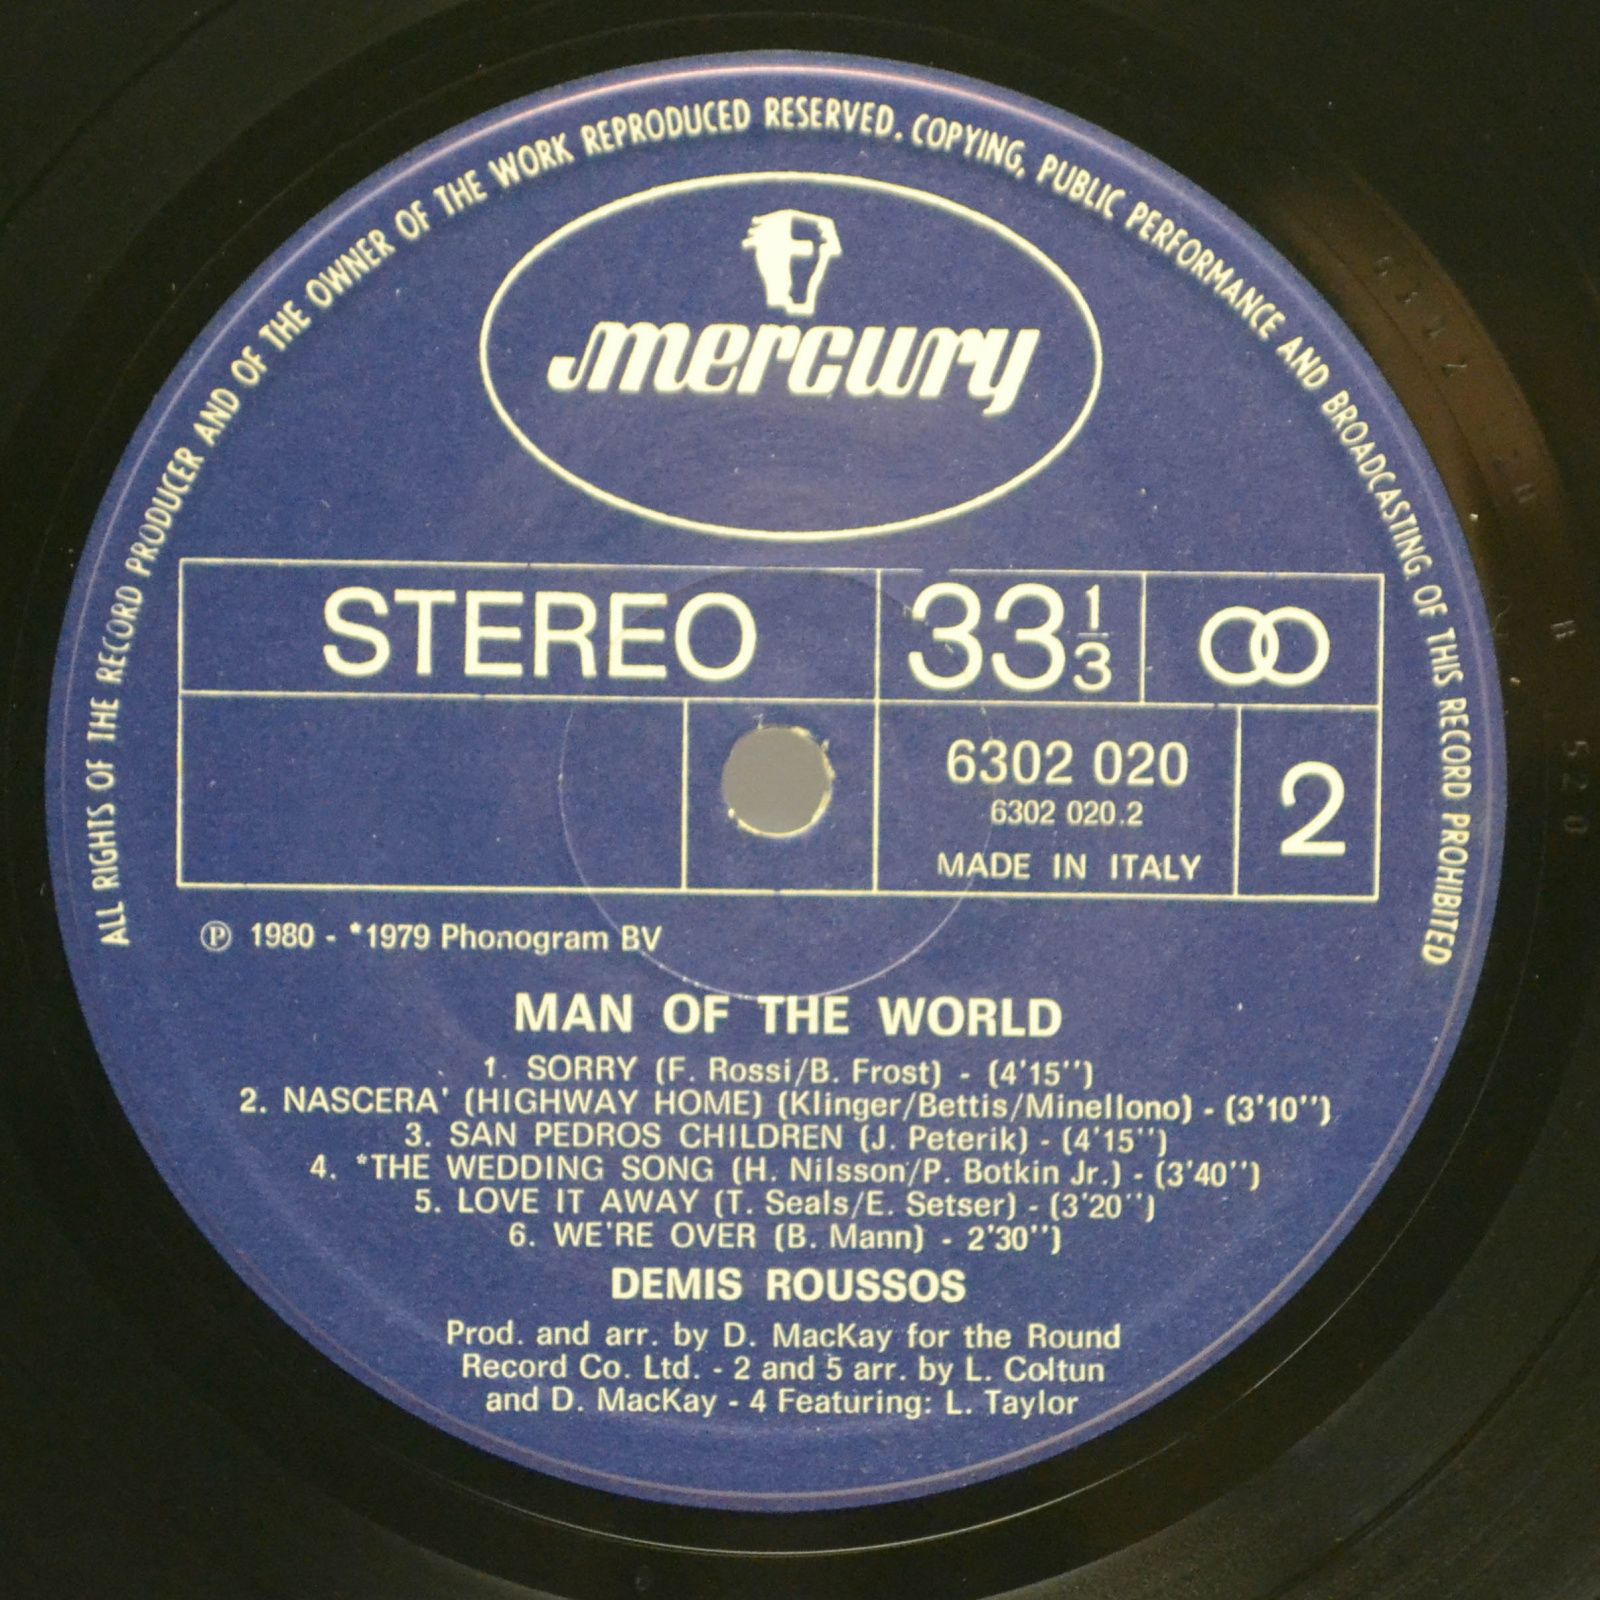 ALL RIGHTS OF THE RECORD PRODUCER AND OF THE OWNER OF THE WORK REPRODUCED RESERVED. COPYING, PUBLIC PERFORMANCE AND BROADCASTING OF THIS RECORD PROHIBITED
mercury
STEREO 33 1/3
6302 020
6302 020.2
MADE IN ITALY
2
Ⓟ 1980 - *1979 Phonogram BV
MAN OF THE WORLD
1. SORRY (F. Rossi/B. Frost) - (4'15'')
2. NASCERA' (HIGHWAY HOME) (Klinger/Bettis/Minellono) - (3'10'')
3. SAN PEDROS CHILDREN (J. Peterik) - (4'15'')
4. *THE WEDDING SONG (H. Nilsson/P. Botkin Jr.) - (3'40'')
5. LOVE IT AWAY (T. Seals/E. Setser) - (3'20'')
6. WE'RE OVER (B. Mann) - 2'30'')
DEMIS ROUSSOS
Prod. and arr. by D. MacKay for the Round
Record Co. Ltd. - 2 and 5 arr. by L. Coltun
and D. MacKay - 4 Featuring: L. Taylor